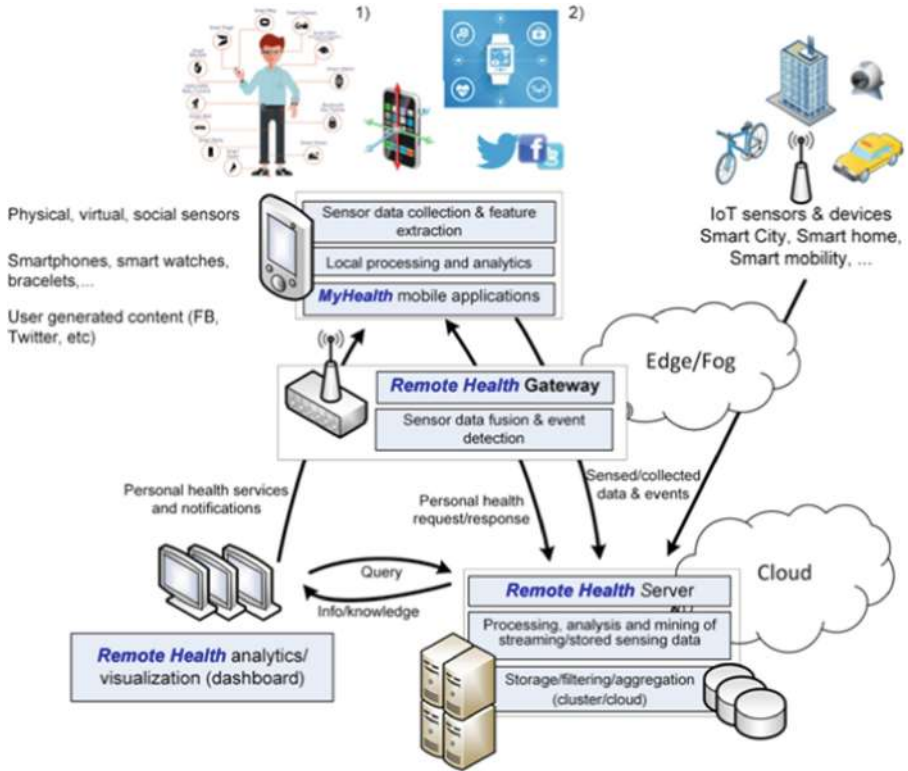 1)
2)
Physical, virtual, social sensors
Smartphones, smart watches,
bracelets,...
User generated content (FB,
Twitter, etc)
Sensor data collection & feature
extraction
Local processing and analytics
MyHealth mobile applications
IoT sensors & devices
Smart City, Smart home,
Smart mobility, ...
Edge/Fog
Remote Health Gateway
Sensor data fusion & event
detection
Personal health services
and notifications
Personal health
request/response
Sensed/collected
data & events
Query
Info/knowledge
Cloud
Remote Health Server
Processing, analysis and mining of
streaming/stored sensing data
Storage/filtering/aggregation
(cluster/cloud)
Remote Health analytics/
visualization (dashboard)